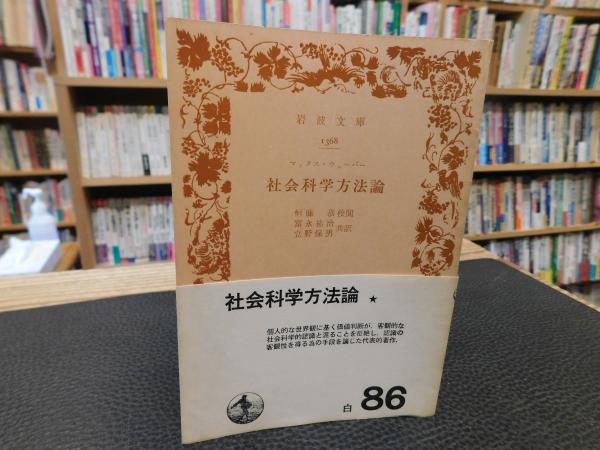 岩波文庫
1368
マックス・ウェーバー
社会科学方法論
恒藤 恭校閲
富永祐治
立野保男 共訳
社会科学方法論 ★
個人的な世界観に基く価値判断が、客観的な
社会科学的認識と混ることを拒絶し、認識の
客観性を得る為の手段を論じた代表的著作。
白 86